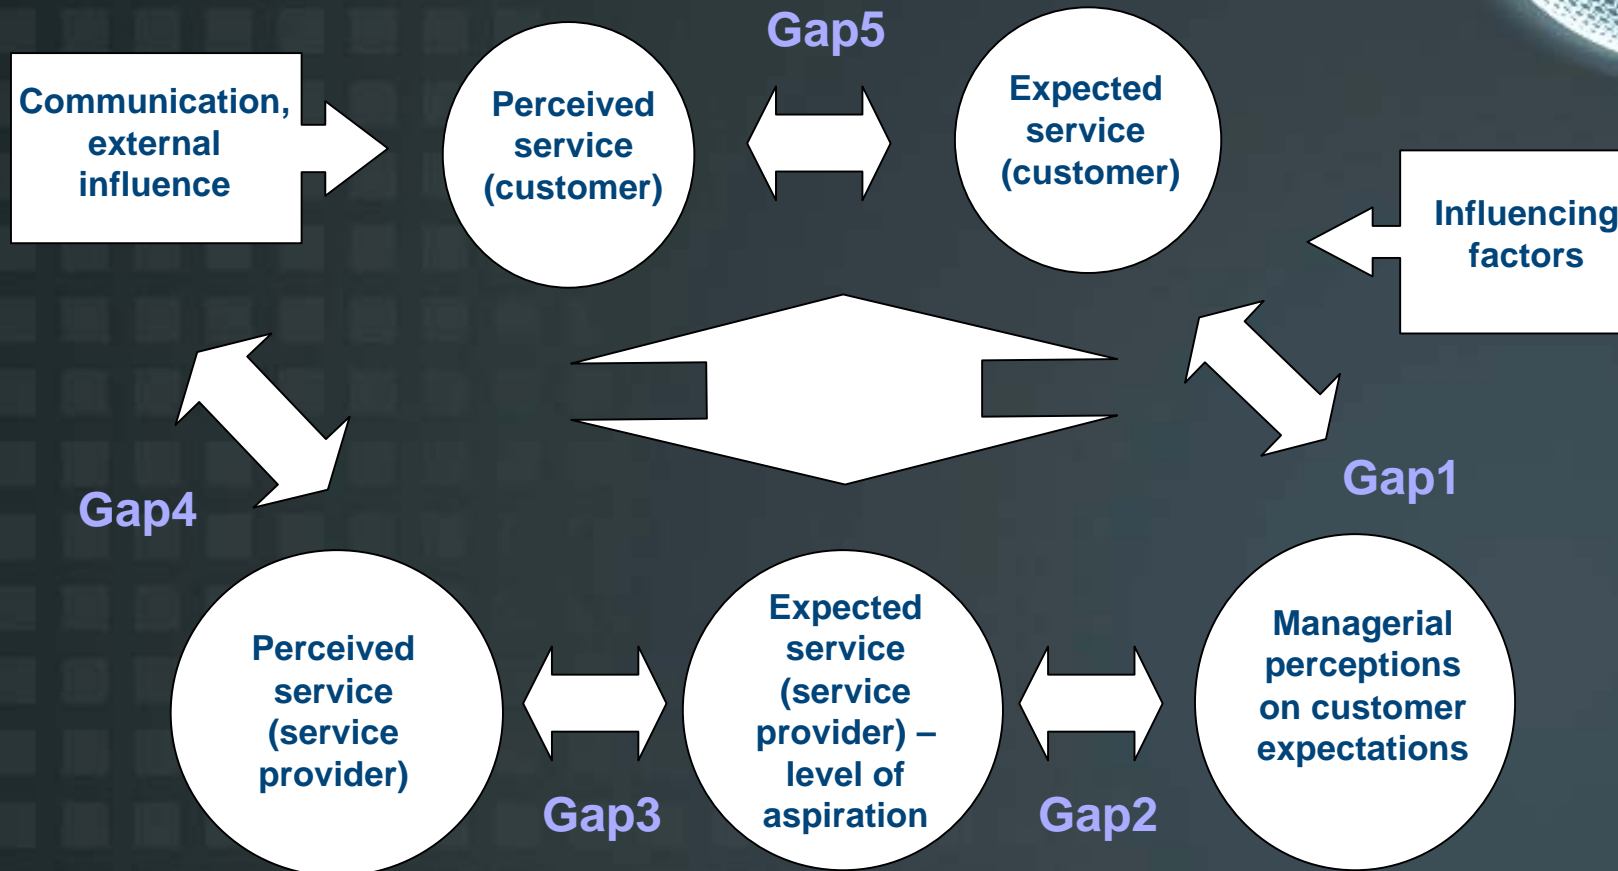 Gap5
Communication,
external
influence
Perceived
service
(customer)
Expected
service
(customer)
Influencing
factors
Gap4
Gap1
Perceived
service
(service
provider)
Expected
service
(service
provider) –
level of
aspiration
Managerial
perceptions
on customer
expectations
Gap3
Gap2